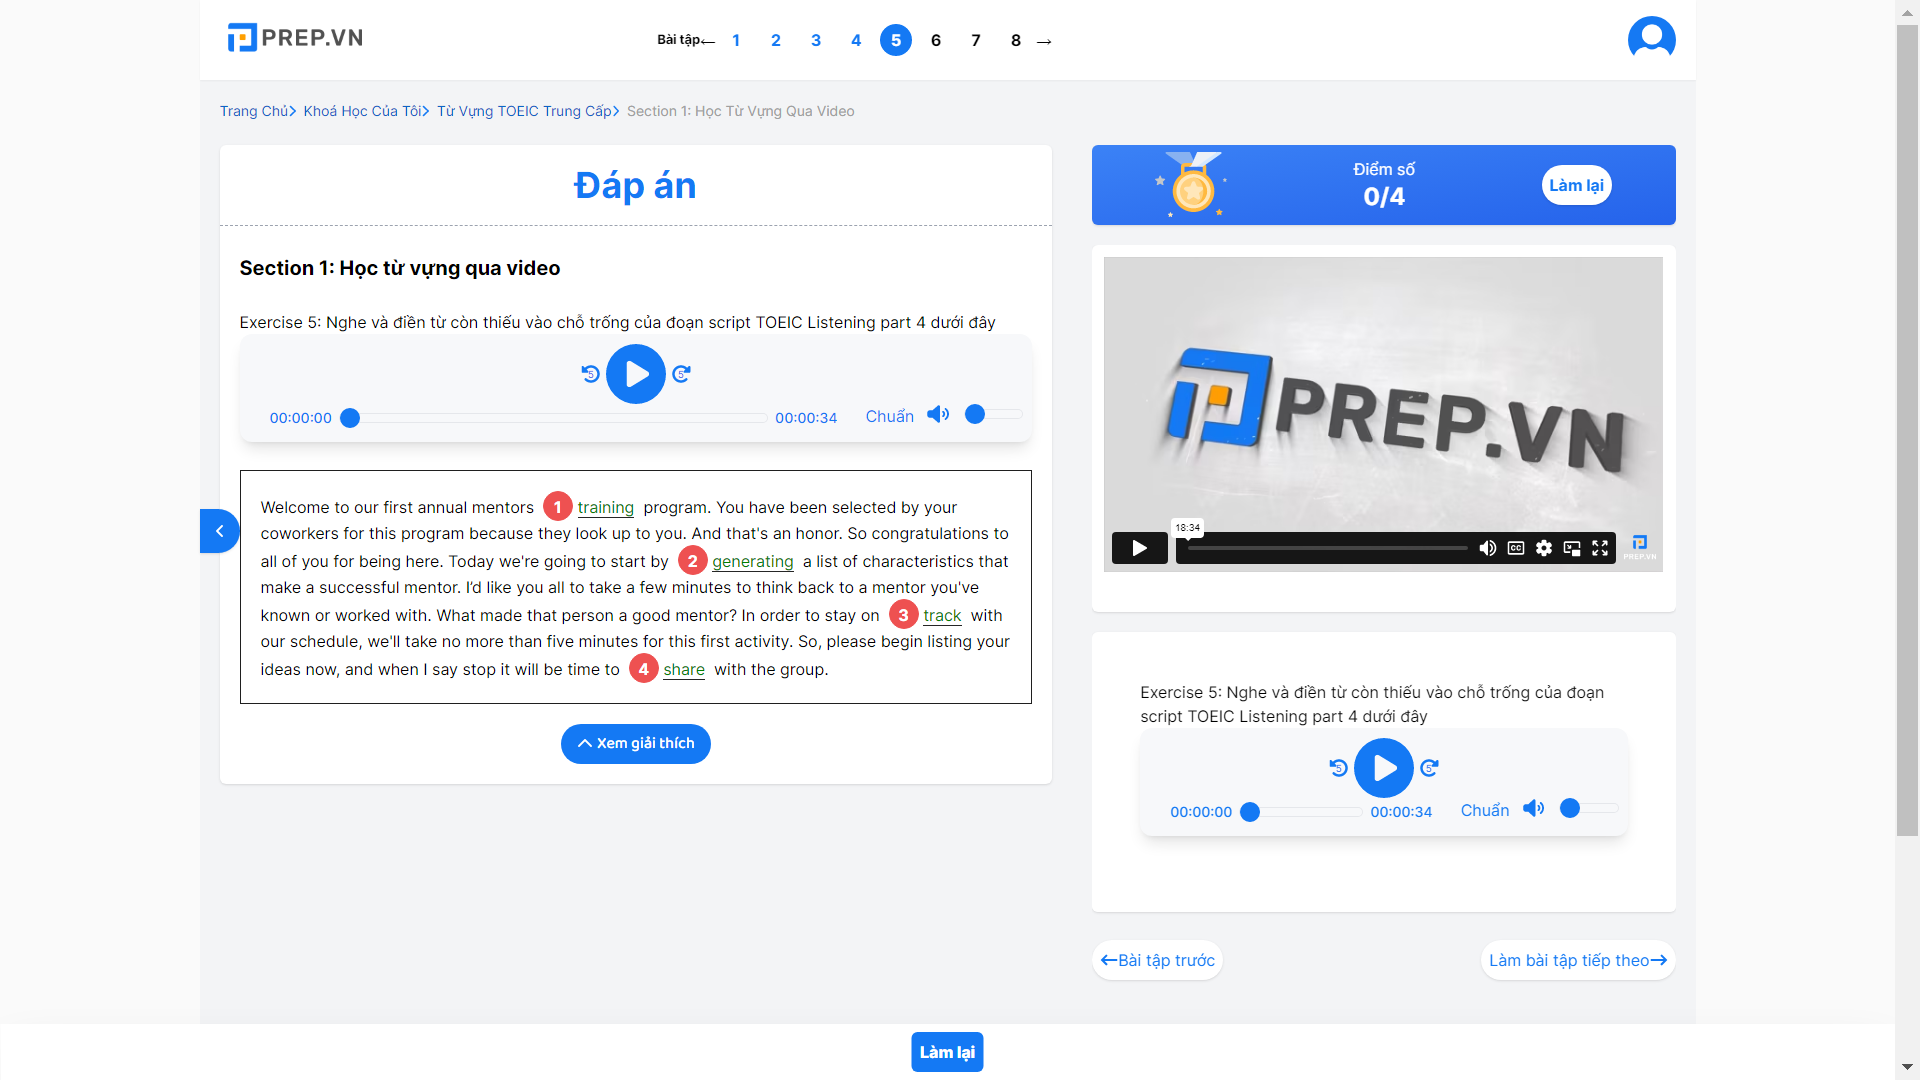 PREP.VN
Bài tập← 1 2 3 4 5 6 7 8 →
Trang Chủ> Khoá Học Của Tôi> Từ Vựng TOEIC Trung Cấp> Section 1: Học Từ Vựng Qua Video
Đáp án
Section 1: Học từ vựng qua video
Exercise 5: Nghe và điền từ còn thiếu vào chỗ trống của đoạn script TOEIC Listening part 4 dưới đây
5 5
00:00:00 00:00:34 Chuẩn
Welcome to our first annual mentors 1 training program. You have been selected by your
coworkers for this program because they look up to you. And that's an honor. So congratulations to
all of you for being here. Today we're going to start by 2 generating a list of characteristics that
make a successful mentor. I’d like you all to take a few minutes to think back to a mentor you've
known or worked with. What made that person a good mentor? In order to stay on 3 track with
our schedule, we'll take no more than five minutes for this first activity. So, please begin listing your
ideas now, and when I say stop it will be time to 4 share with the group.
Xem giải thích
Điểm số
0/4
Làm lại
PREP.VN
18:34
CC
PREP.VN
Exercise 5: Nghe và điền từ còn thiếu vào chỗ trống của đoạn
script TOEIC Listening part 4 dưới đây
5 5
00:00:00 00:00:34 Chuẩn
←Bài tập trước
Làm bài tập tiếp theo→
Làm lại